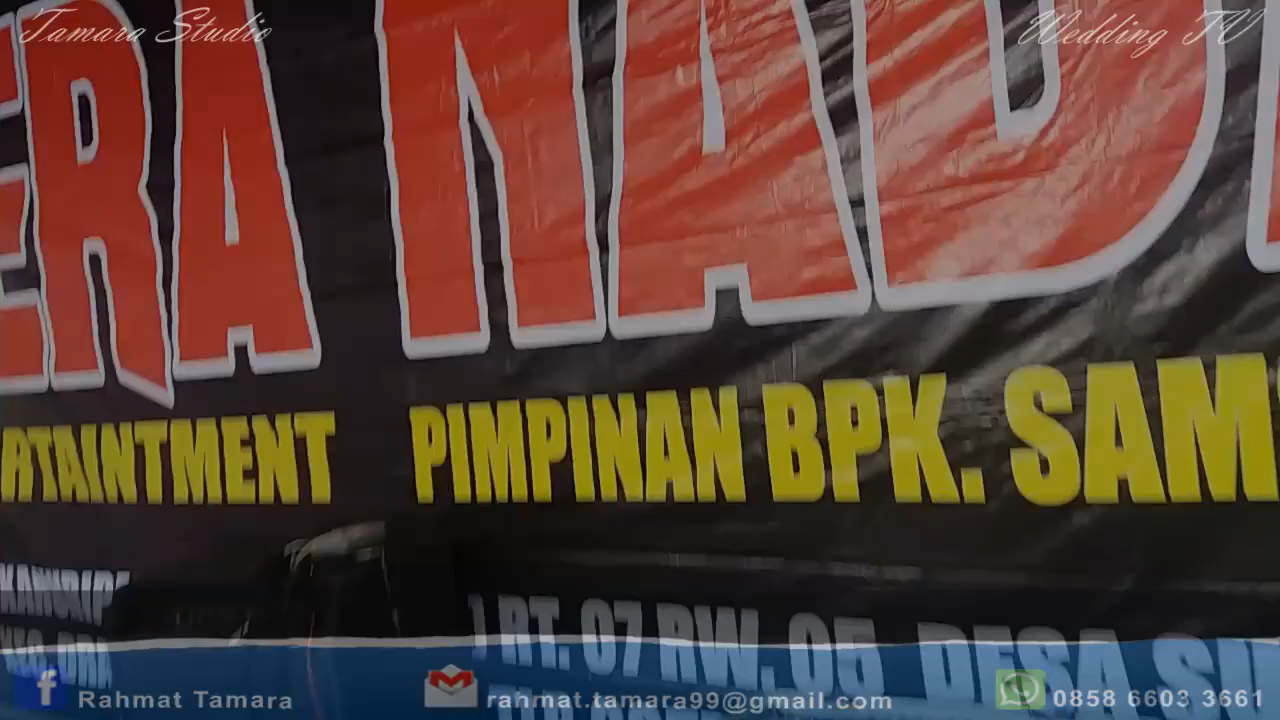 Tamara Studio
Wedding TV
ERA NAD
RTAINTMENT PIMPINAN BPK. SAM
RT. 07 RW. 05 DESA
Rahmat Tamara
rahmat.tamara99@gmail.com
0858 6603 3661